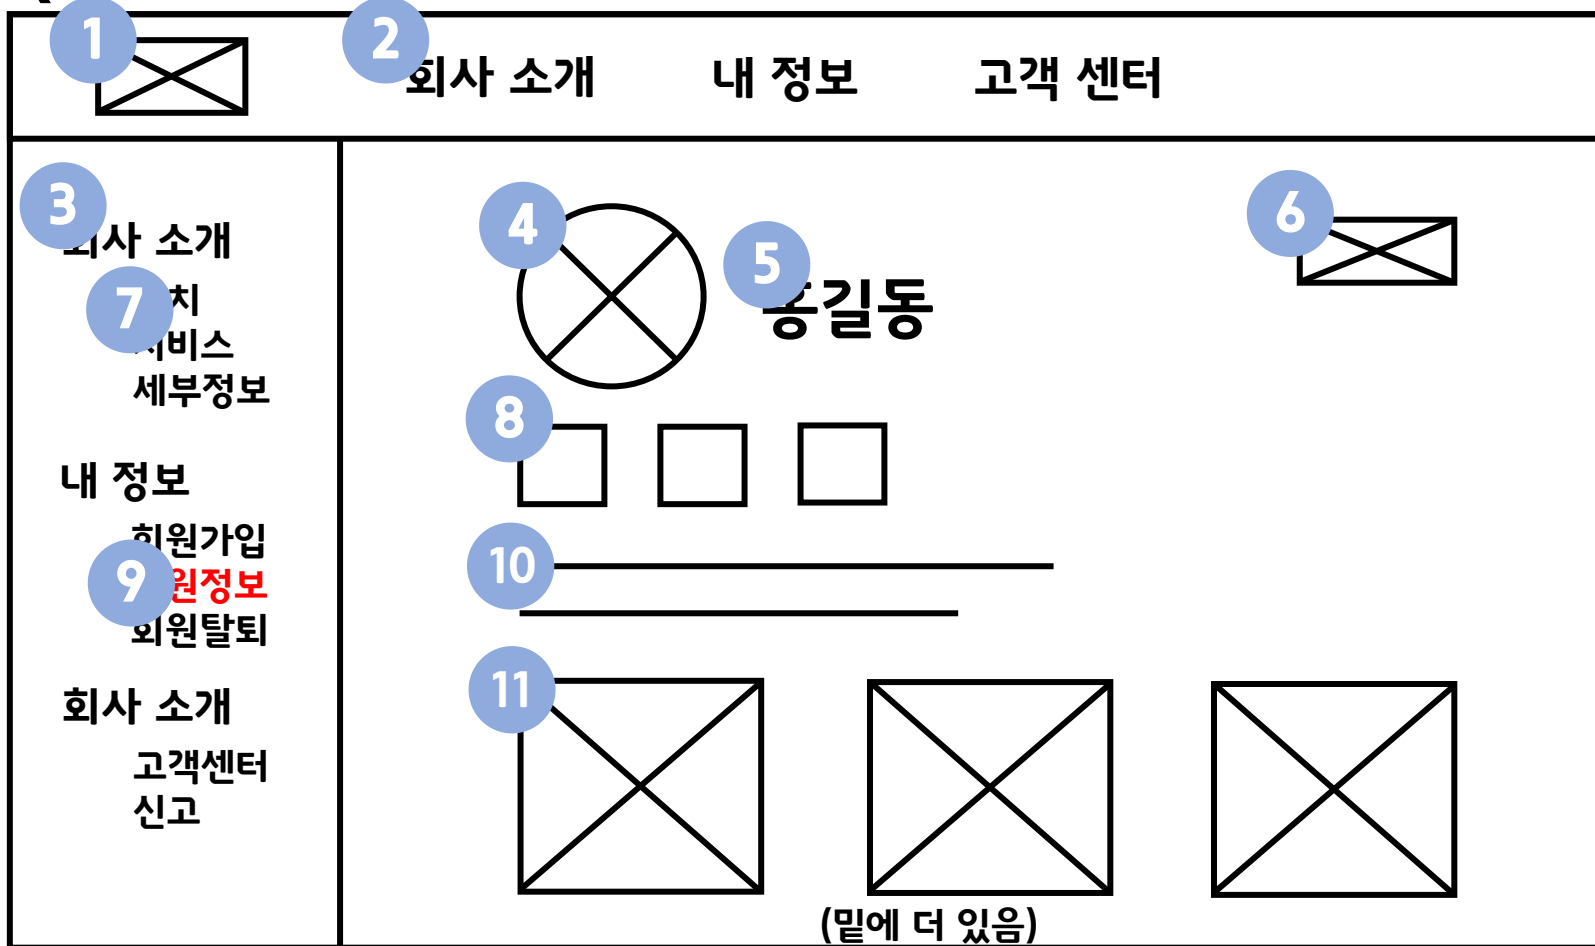 1
2
회사 소개 내 정보 고객 센터
3
회사 소개
7
서비스
세부정보
내 정보
회원가입
9
회원정보
회원탈퇴
회사 소개
고객센터
신고
4
5
홍길동
6
8
10
11
(밑에 더 있음)